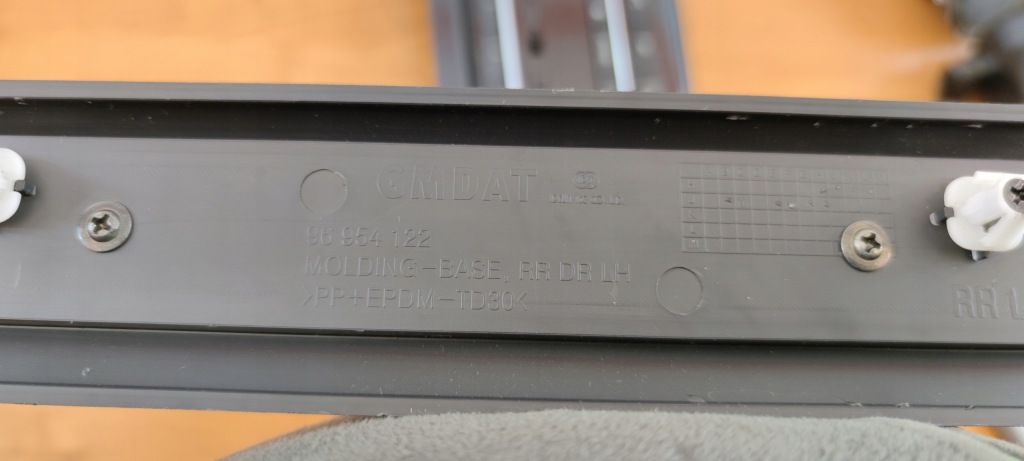 GMDAT
96 954 122
MOLDING-BASE, RR DR LH
>PP+EPDM-TD30<
RR L